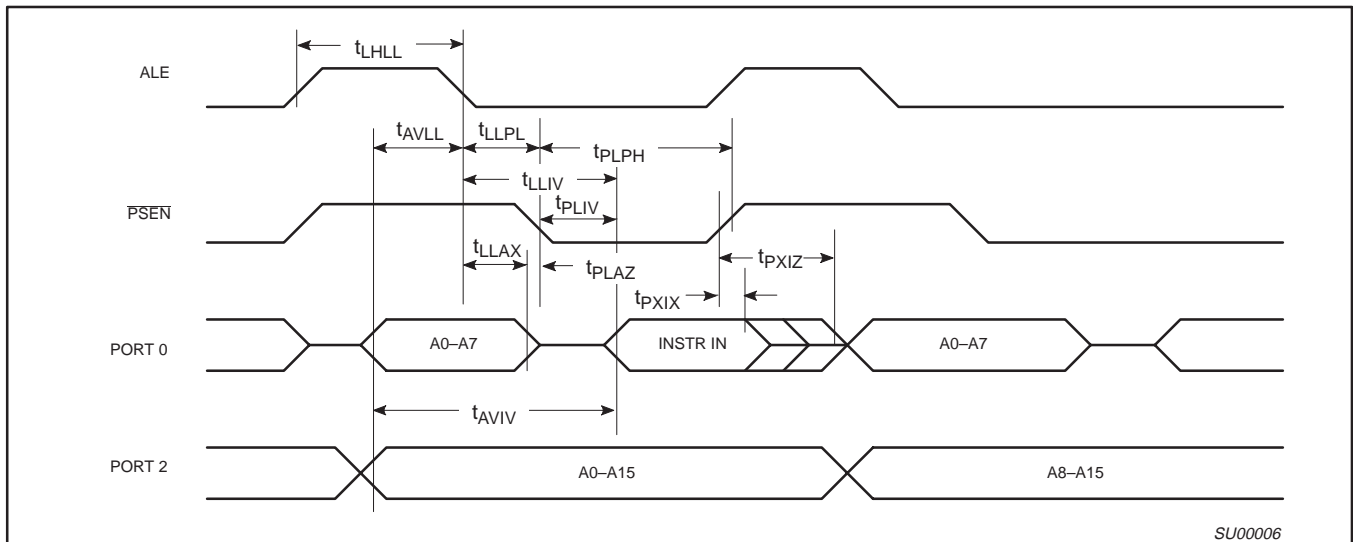 tLHLL
ALE
tAVLL tLLPL
tPLPH
tLLIV
PSEN
tPLIV
tLLAX
tPLAZ
tPXIZ
tPXIX
PORT 0 A0–A7 INSTR IN A0–A7
tAVIV
PORT 2 A0–A15 A8–A15
SU00006